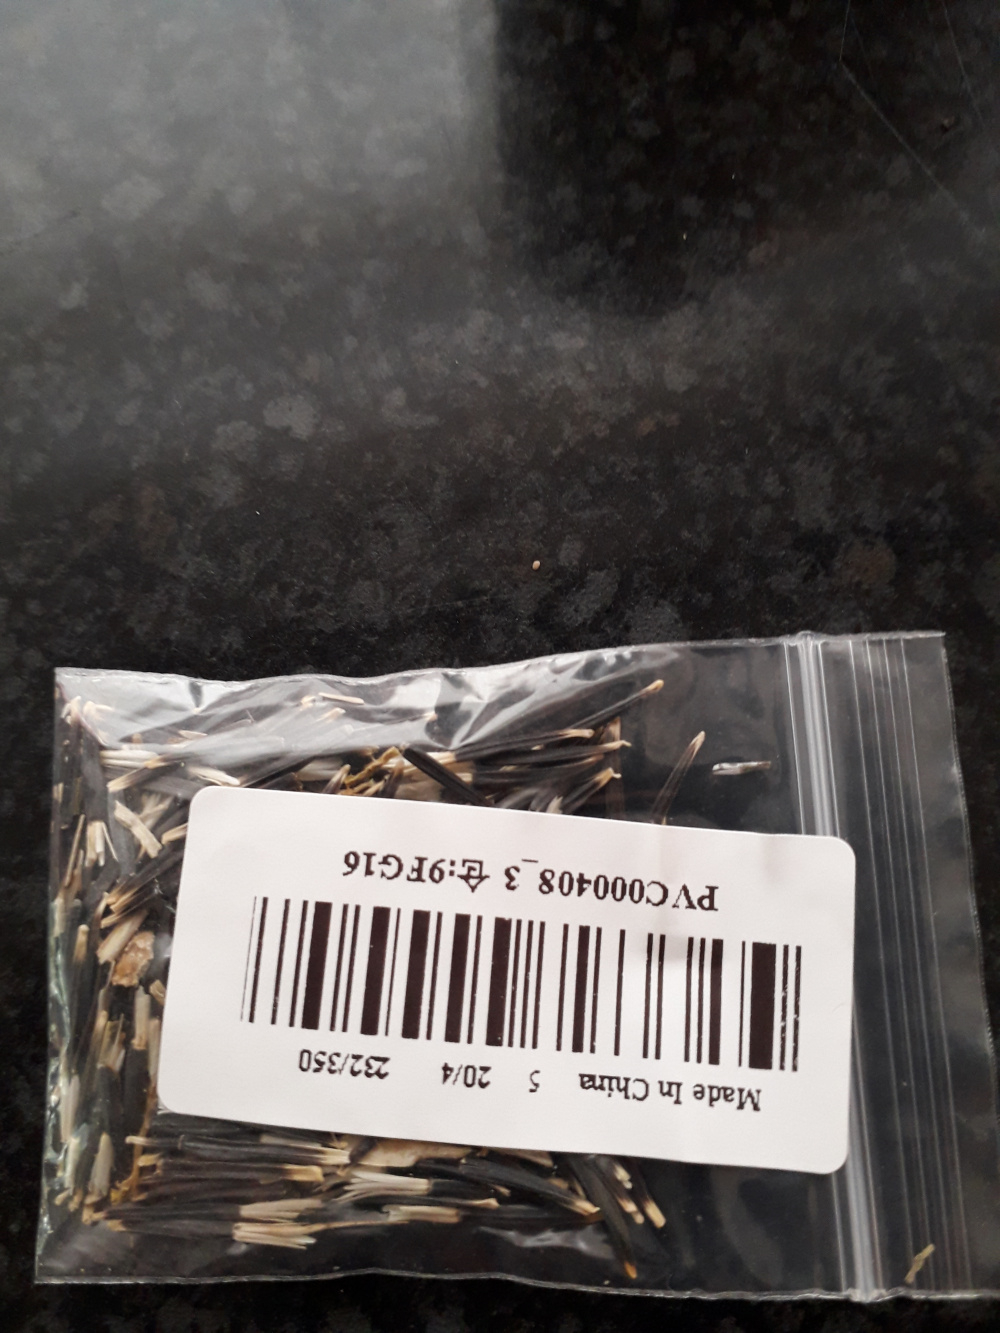 PVC000408_3 仓:9FG16
Made In China 5 20/4 232/350